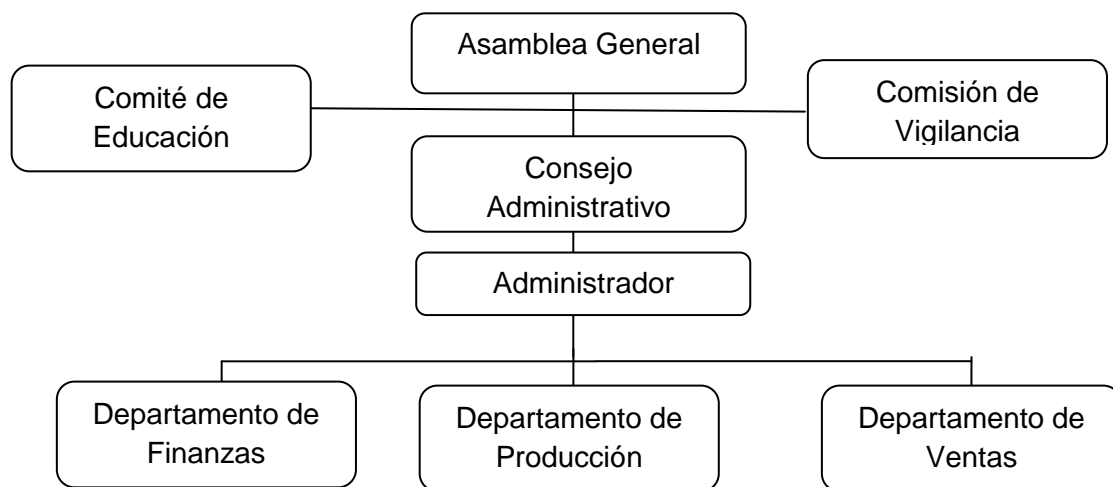 Asamblea General
Comité de
Educación
Comisión de
Vigilancia
Consejo
Administrativo
Administrador
Departamento de
Finanzas
Departamento de
Producción
Departamento de
Ventas